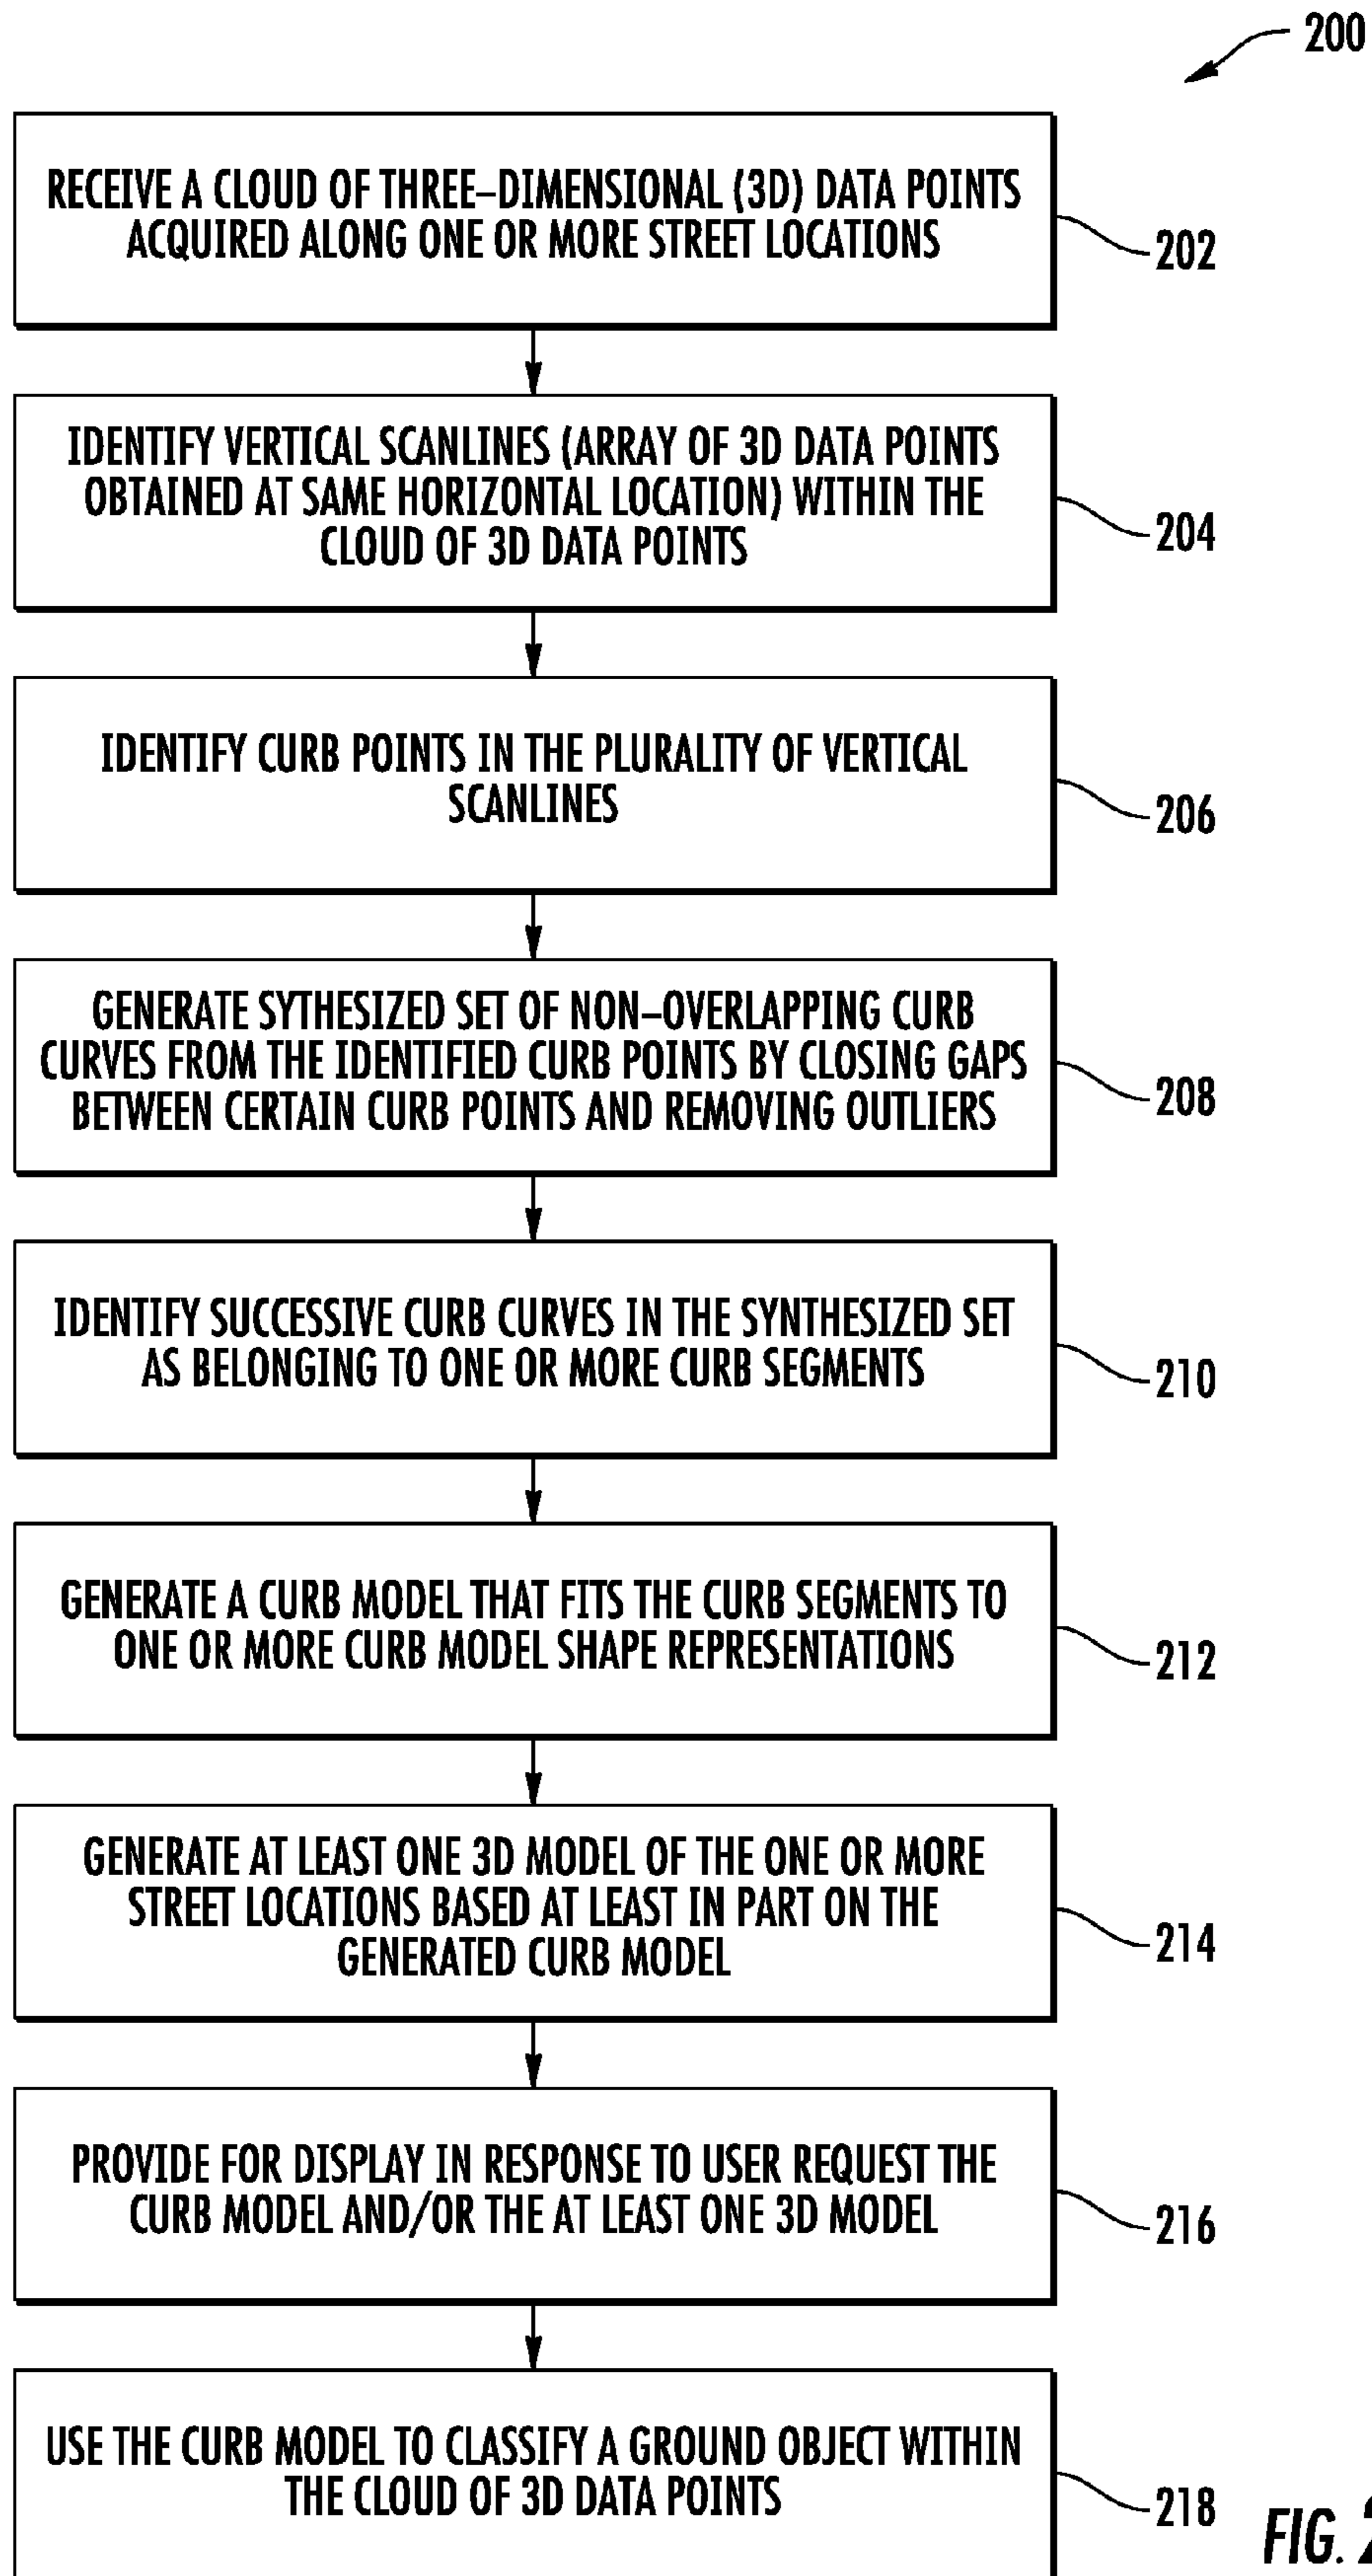 200
RECEIVE A CLOUD OF THREE–DIMENSIONAL (3D) DATA POINTS
ACQUIRED ALONG ONE OR MORE STREET LOCATIONS
202
IDENTIFY VERTICAL SCANLINES (ARRAY OF 3D DATA POINTS
OBTAINED AT SAME HORIZONTAL LOCATION) WITHIN THE
CLOUD OF 3D DATA POINTS
204
IDENTIFY CURB POINTS IN THE PLURALITY OF VERTICAL
SCANLINES
206
GENERATE SYTHESIZED SET OF NON–OVERLAPPING CURB
CURVES FROM THE IDENTIFIED CURB POINTS BY CLOSING GAPS
BETWEEN CERTAIN CURB POINTS AND REMOVING OUTLIERS
208
IDENTIFY SUCCESSIVE CURB CURVES IN THE SYNTHESIZED SET
AS BELONGING TO ONE OR MORE CURB SEGMENTS
210
GENERATE A CURB MODEL THAT FITS THE CURB SEGMENTS TO
ONE OR MORE CURB MODEL SHAPE REPRESENTATIONS
212
GENERATE AT LEAST ONE 3D MODEL OF THE ONE OR MORE
STREET LOCATIONS BASED AT LEAST IN PART ON THE
GENERATED CURB MODEL
214
PROVIDE FOR DISPLAY IN RESPONSE TO USER REQUEST THE
CURB MODEL AND/OR THE AT LEAST ONE 3D MODEL
216
USE THE CURB MODEL TO CLASSIFY A GROUND OBJECT WITHIN
THE CLOUD OF 3D DATA POINTS
218
FIG. 2